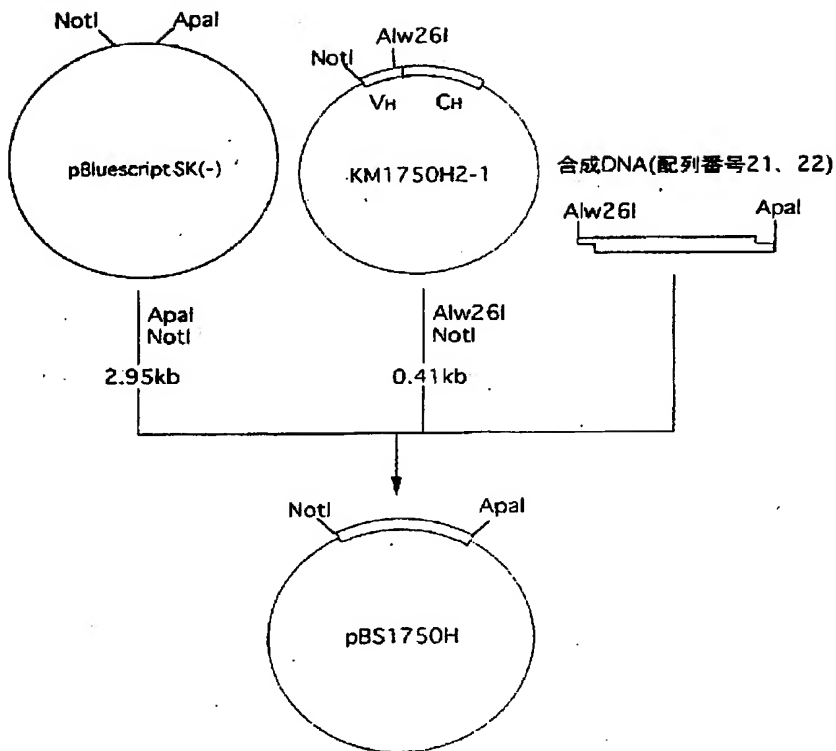 NotI
ApaI
pBluescript SK(-)
NotI
Alw26I
VH
CH
KM1750H2-1
合成DNA(配列番号21、22)
Alw26I
ApaI
ApaI
NotI
2.95kb
Alw26I
NotI
0.41kb
NotI
ApaI
pBS1750H